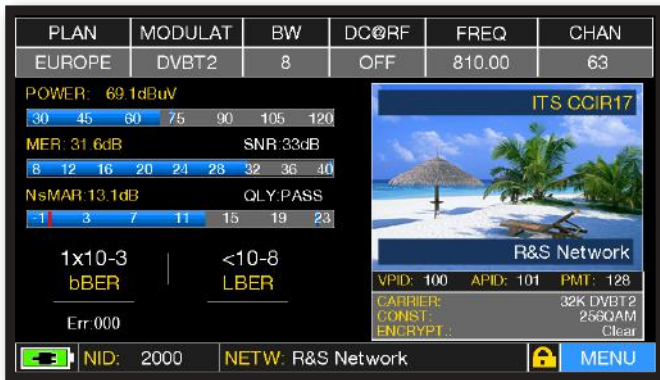 PLAN MODULAT BW DC@RF FREQ CHAN
EUROPE DVBT2 8 OFF 810.00 63
POWER: 69.1dBuV
30 45 60 75 90 105 120
MER: 31.6dB SNR:33dB
8 12 16 20 24 28 32 36 40
NsMAR:13.1dB QLY:PASS
-1 3 7 11 15 19 23
1x10-3 <10-8
bBER LBER
Err:000
ITS CCIR17
R&S Network
VPID: 100 APID: 101 PMT: 128
CARRIER: 32K DVBT2
CONST: 256QAM
ENCRYPT.: Clear
NID: 2000 NETW: R&S Network MENU